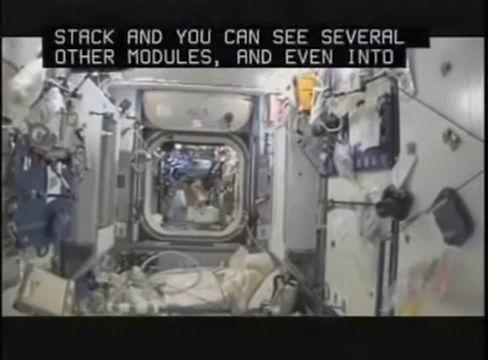 STACK AND YOU CAN SEE SEVERAL
OTHER MODULES, AND EVEN INTO